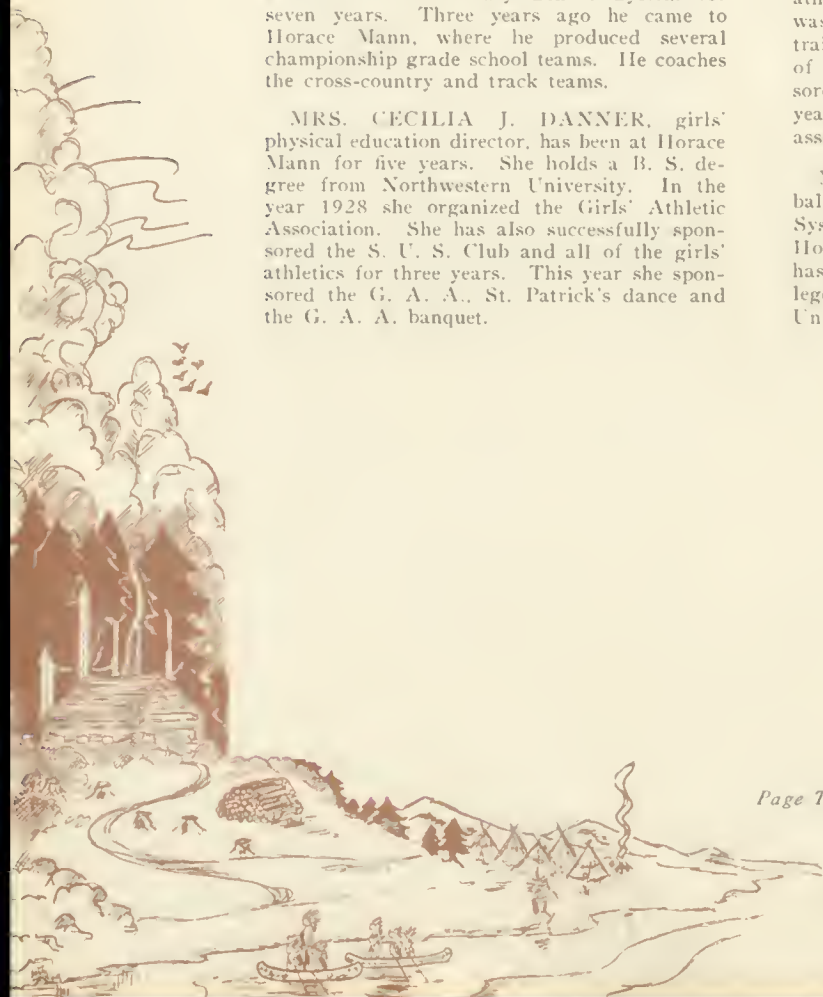 seven years. Three years ago he came to
Horace Mann, where he produced several
championship grade school teams. He coaches
the cross-country and track teams.
MRS. CECILIA J. DANNER, girls'
physical education director, has been at Horace
Mann for five years. She holds a B. S. de-
gree from Northwestern University. In the
year 1928 she organized the Girls' Athletic
Association. She has also successfully spon-
sored the S. U. S. Club and all of the girls'
athletics for three years. This year she spon-
sored the G. A. A., St. Patrick's dance and
the G. A. A. banquet.
ath
was
trai
of
sore
yea
ass
bal
Sys
Ho
has
leg
Un
Page